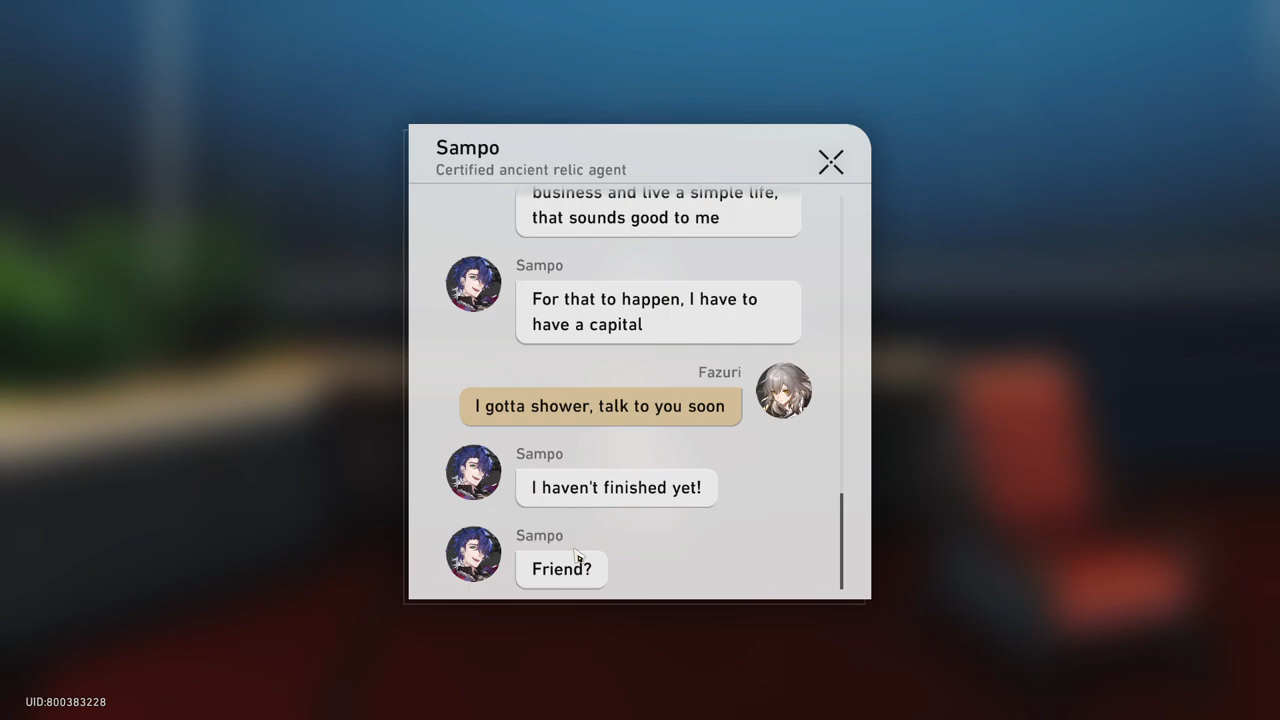 Sampo
Certified ancient relic agent
business and live a simple life,
that sounds good to me
Sampo
For that to happen, I have to
have a capital
Fazuri
I gotta shower, talk to you soon
Sampo
I haven't finished yet!
Sampo
Friend?
UID:800383228